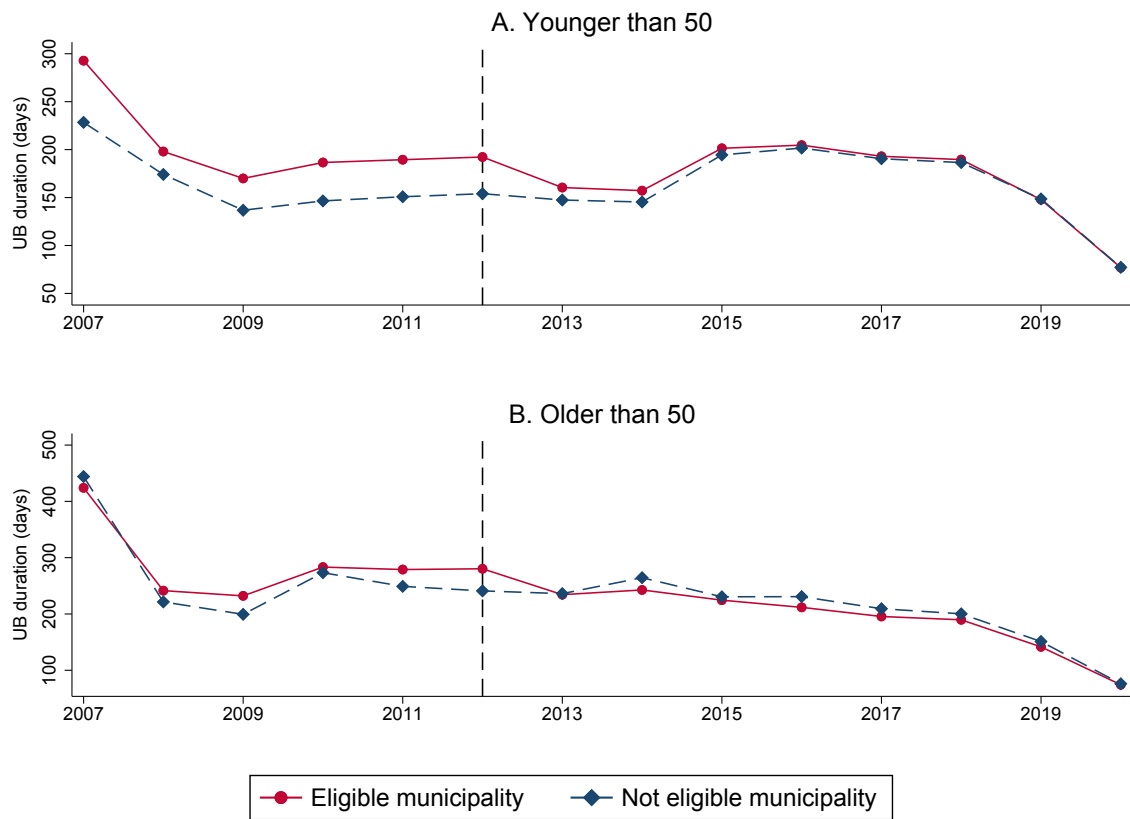 A. Younger than 50
UB duration (days)
300
250
200
150
100
50
2007 2009 2011 2013 2015 2017 2019
B. Older than 50
UB duration (days)
500
400
300
200
100
2007 2009 2011 2013 2015 2017 2019
Eligible municipality Not eligible municipality